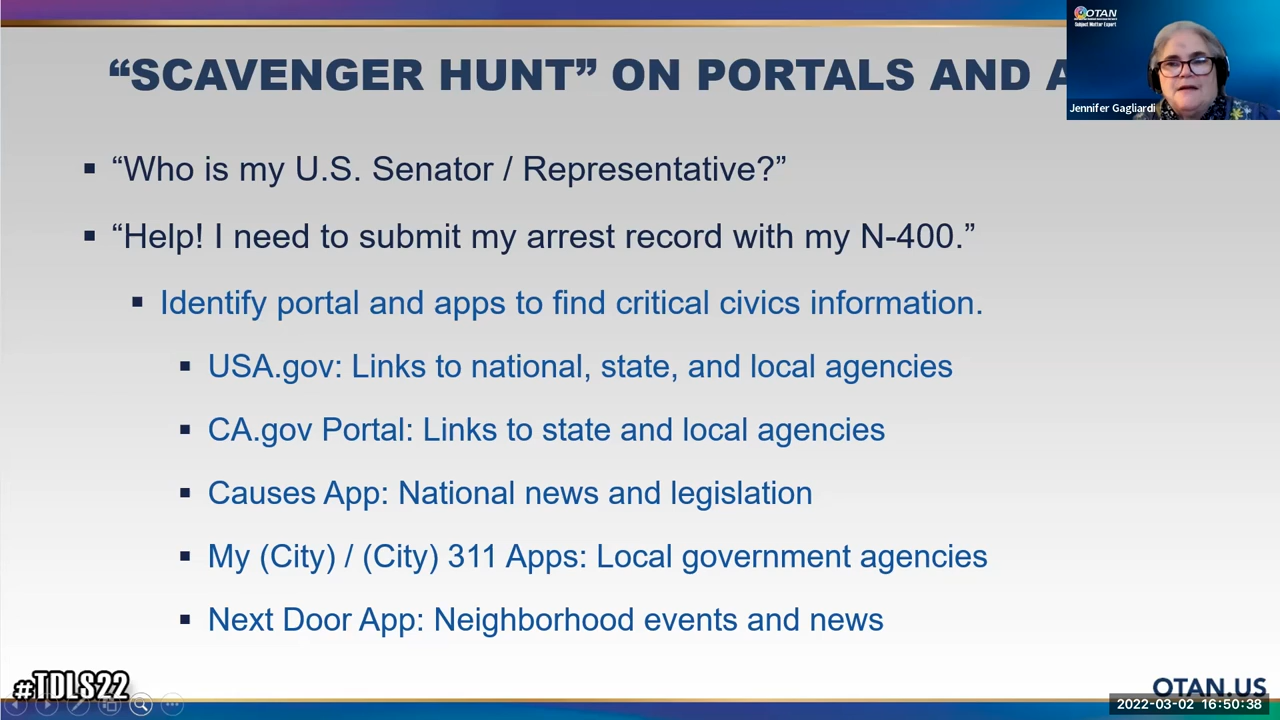 OTAN
Subject Matter Expert
Jennifer Gagliardi
“SCAVENGER HUNT” ON PORTALS AND A
▪ “Who is my U.S. Senator / Representative?”
▪ “Help! I need to submit my arrest record with my N-400.”
▪ Identify portal and apps to find critical civics information.
▪ USA.gov: Links to national, state, and local agencies
▪ CA.gov Portal: Links to state and local agencies
▪ Causes App: National news and legislation
▪ My (City) / (City) 311 Apps: Local government agencies
▪ Next Door App: Neighborhood events and news
#TDLS22
OTAN.US
2022-03-02 16:50:38